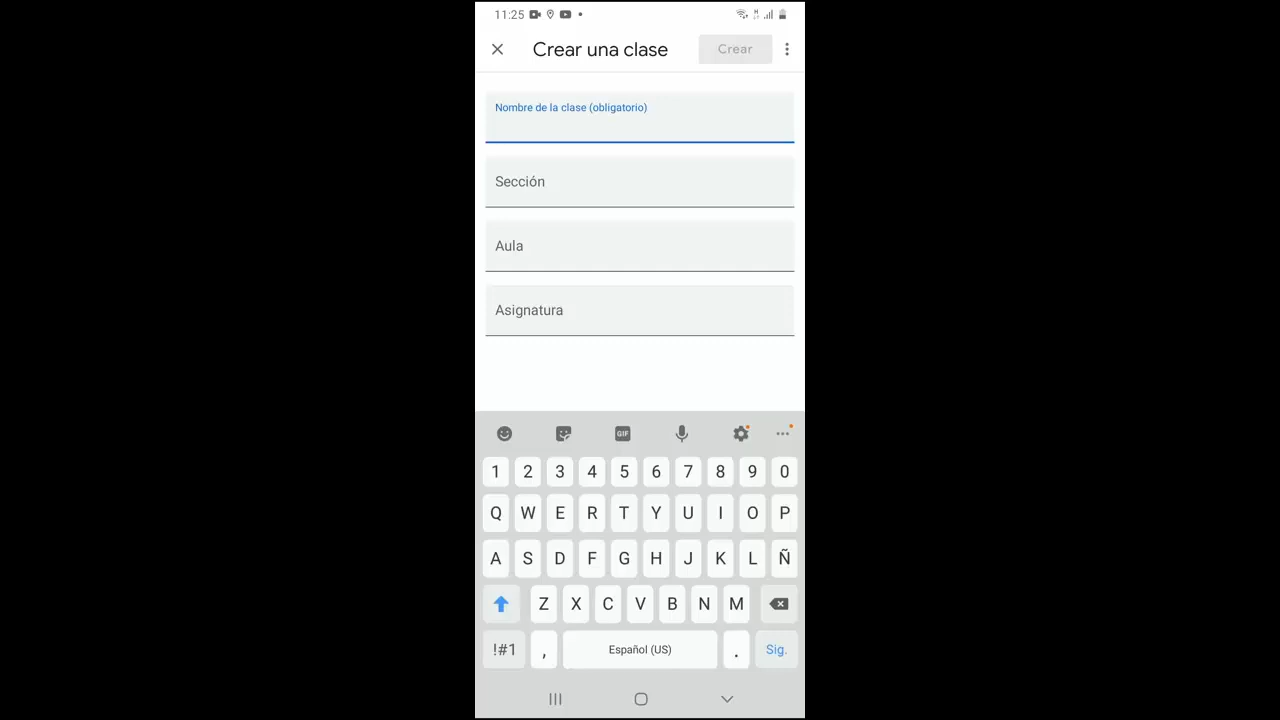 11:25
Crear una clase
Crear
Nombre de la clase (obligatorio)
Sección
Aula
Asignatura
GIF
1 2 3 4 5 6 7 8 9 0
Q W E R T Y U I O P
A S D F G H J K L Ñ
Z X C V B N M
!#1 , Español (US) . Sig.